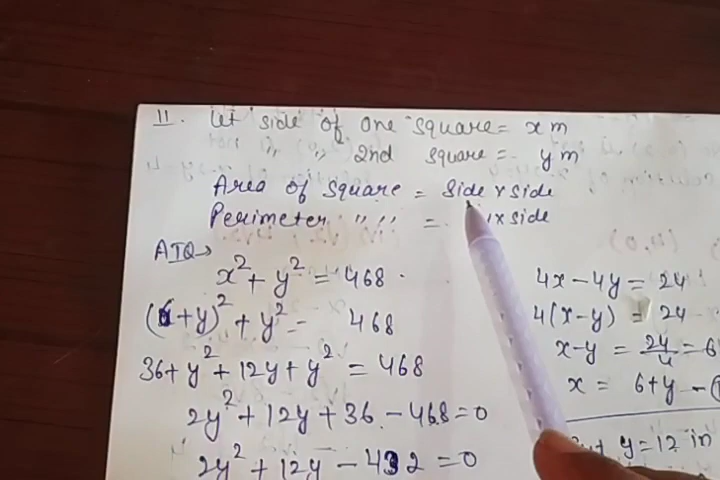 11. Let side of one square = x m
" " 2nd square = y m
Area of square = side x side
Perimeter " " = x side
ATQ→
x² + y² = 468
(6+y)² + y² = 468
36 + y² + 12y + y² = 468
2y² + 12y + 36 - 468 = 0
2y² + 12y - 432 = 0
4x - 4y = 24
4(x-y) = 24
x-y = 24/4 = 6
x = 6+y -
y = 12 in